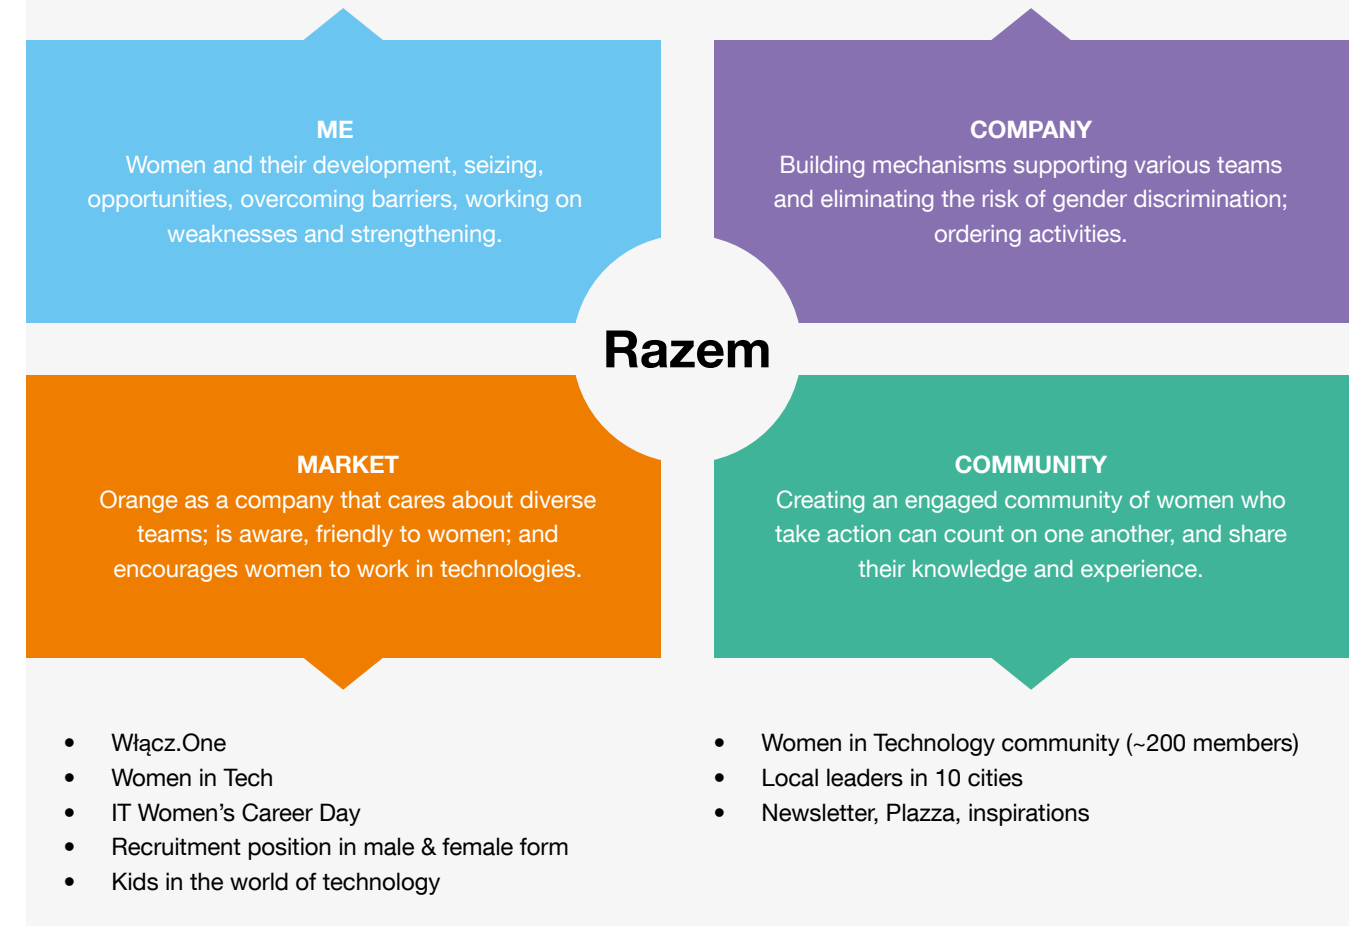 ME
Women and their development, seizing,
opportunities, overcoming barriers, working on
weaknesses and strengthening.
COMPANY
Building mechanisms supporting various teams
and eliminating the risk of gender discrimination;
ordering activities.
Razem
MARKET
Orange as a company that cares about diverse
teams; is aware, friendly to women; and
encourages women to work in technologies.
COMMUNITY
Creating an engaged community of women who
take action can count on one another, and share
their knowledge and experience.
• Włącz.One
• Women in Tech
• IT Women’s Career Day
• Recruitment position in male & female form
• Kids in the world of technology
• Women in Technology community (~200 members)
• Local leaders in 10 cities
• Newsletter, Plazza, inspirations